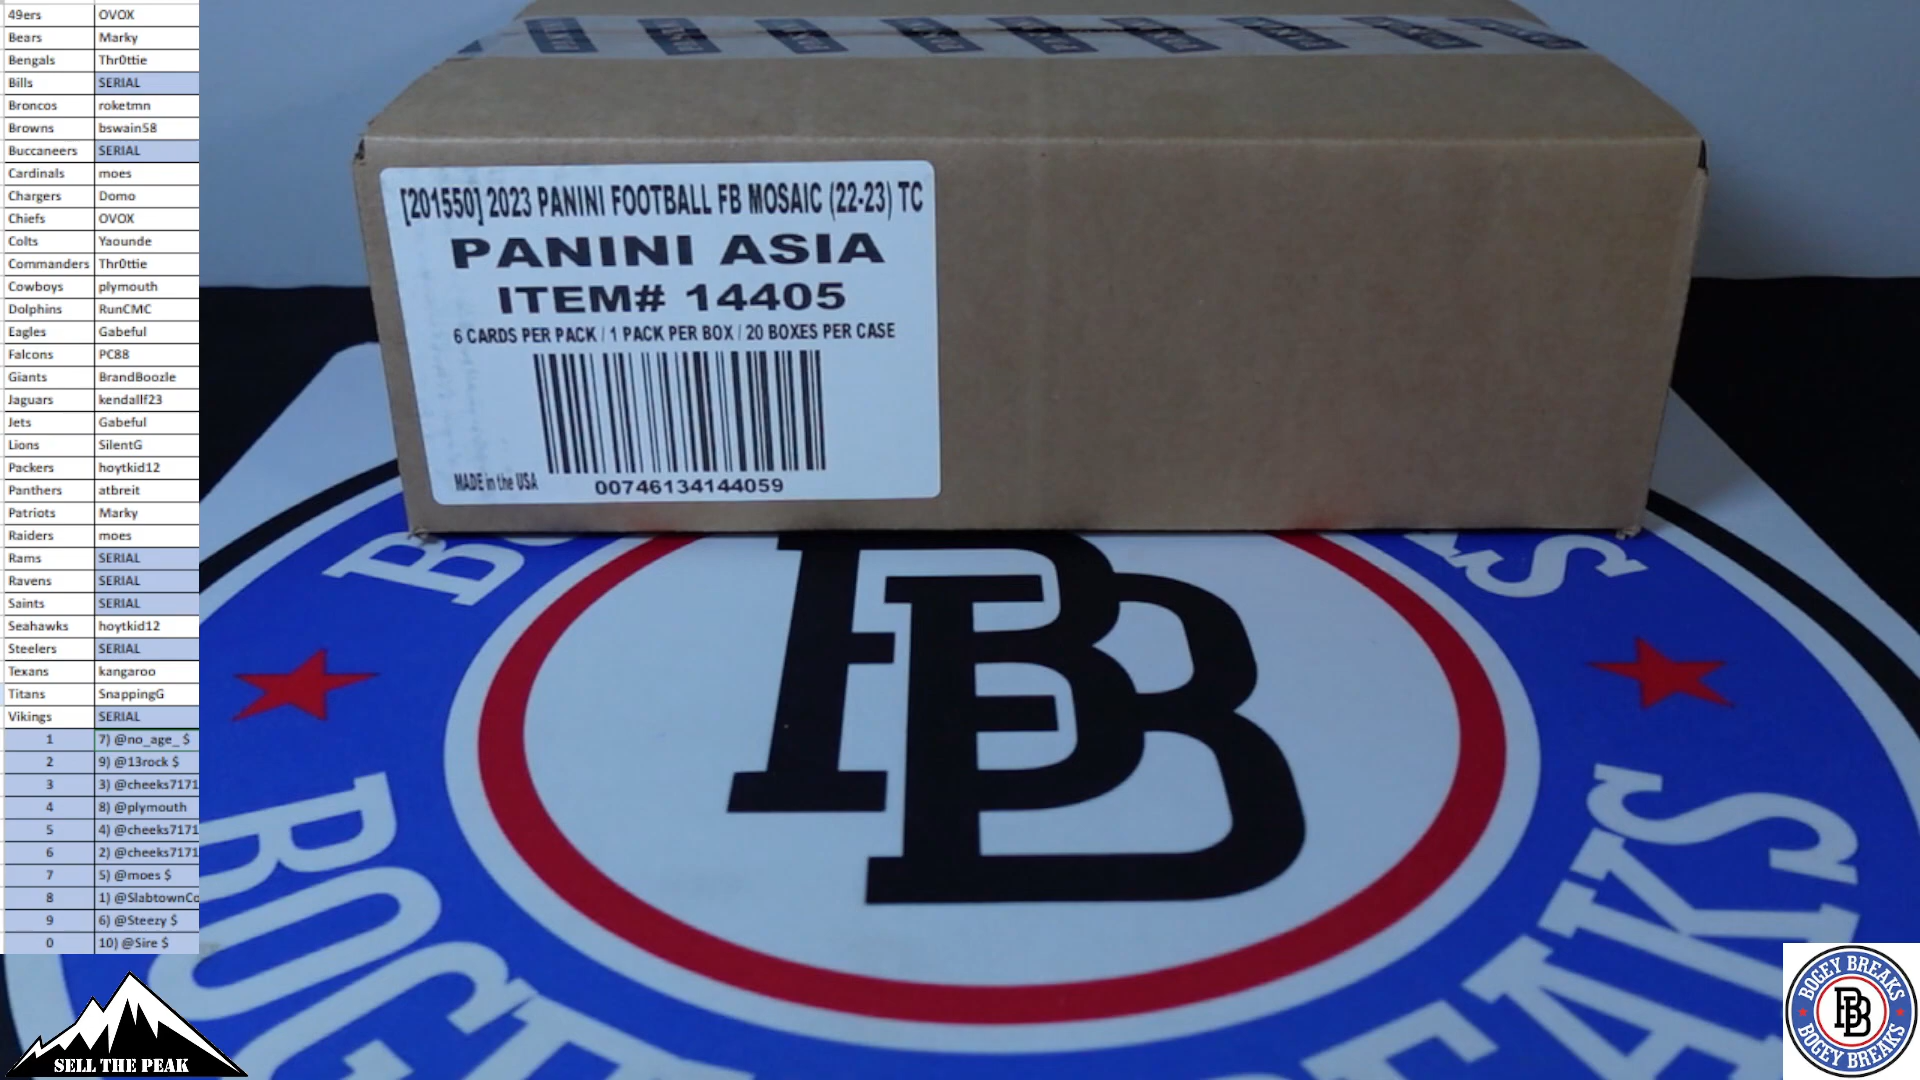 49ers OVOX
Bears Marky
Bengals Thr0ttie
Bills SERIAL
Broncos roketmn
Browns bswain58
Buccaneers SERIAL
Cardinals moes
Chargers Domo
Chiefs OVOX
Colts Yaounde
Commanders Thr0ttie
Cowboys plymouth
Dolphins RunCMC
Eagles Gabeful
Falcons PC88
Giants BrandBoozle
Jaguars kendallf23
Jets Gabeful
Lions SilentG
Packers hoytkid12
Panthers atbreit
Patriots Marky
Raiders moes
Rams SERIAL
Ravens SERIAL
Saints SERIAL
Seahawks hoytkid12
Steelers SERIAL
Texans kangaroo
Titans SnappingG
Vikings SERIAL
1 7) @no_age_ $
2 9) @13rock $
3 3) @cheeks7171
4 8) @plymouth
5 4) @cheeks7171
6 2) @cheeks7171
7 5) @moes $
8 1) @SlabtownCo
9 6) @Steezy $
0 10) @Sire $
SELL THE PEAK
[201550] 2023 PANINI FOOTBALL FB MOSAIC (22-23) TC
PANINI ASIA
ITEM# 14405
6 CARDS PER PACK / 1 PACK PER BOX / 20 BOXES PER CASE
MADE in the USA
00746134144059
BB
BOGEY BREAKS
BB
BOGEY BREAKS